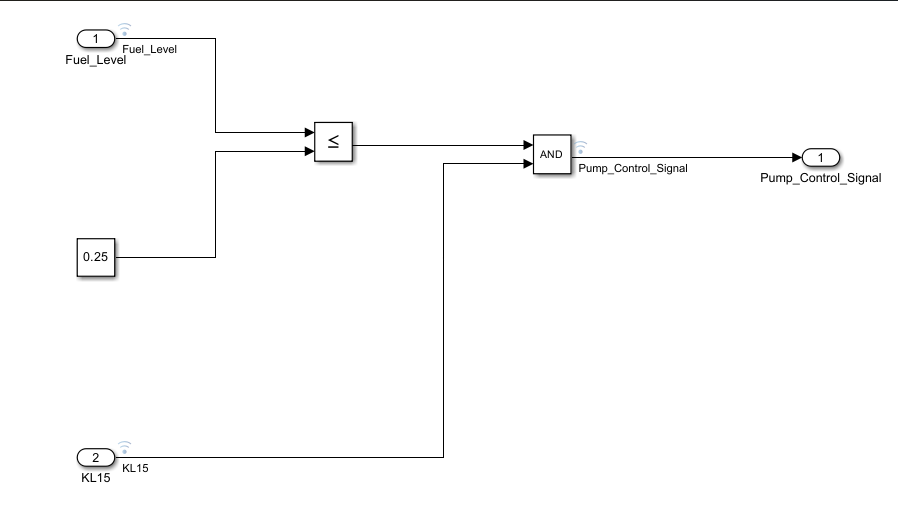 1
Fuel_Level
Fuel_Level
≤
AND
1
Pump_Control_Signal
Pump_Control_Signal
0.25
2
KL15
KL15